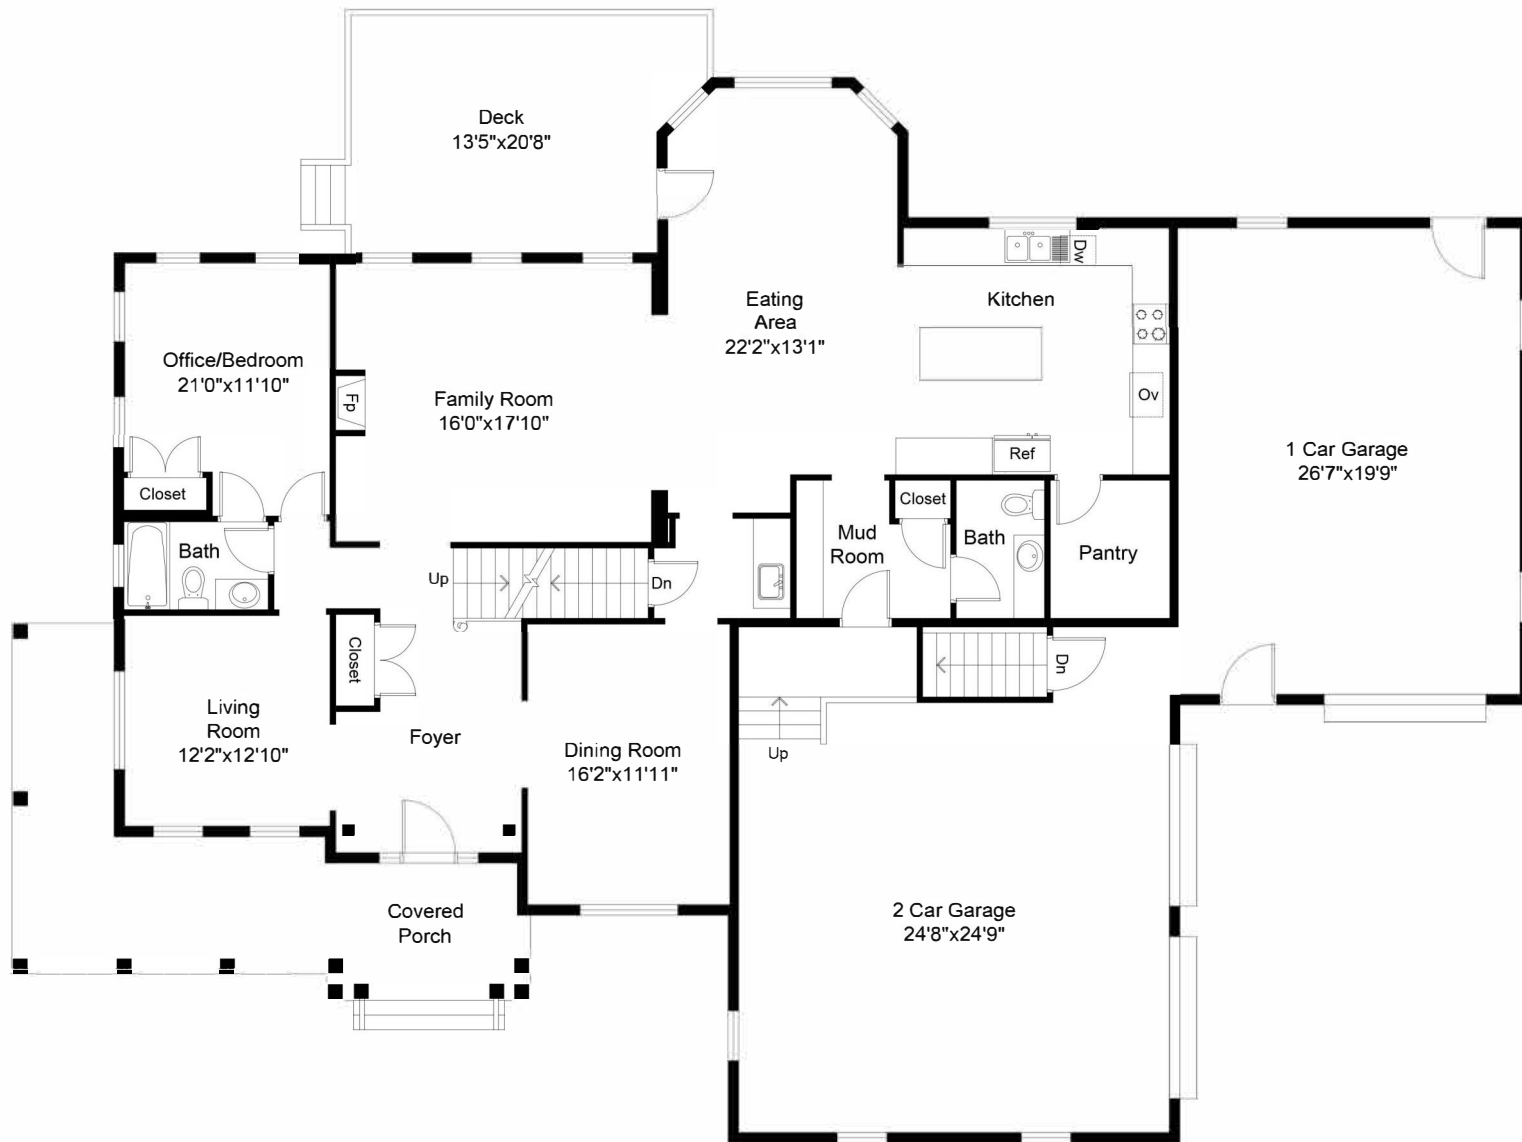 Deck
13'5"x20'8"
Dw
Eating
Area
22'2"x13'1"
Kitchen
Office/Bedroom
21'0"x11'10"
Fp
Family Room
16'0"x17'10"
Ov
Ref
1 Car Garage
26'7"x19'9"
Closet
Closet
Bath
Mud
Room
Bath
Pantry
Up
Dn
Closet
Dn
Living
Room
12'2"x12'10"
Foyer
Dining Room
16'2"x11'11"
Up
Covered
Porch
2 Car Garage
24'8"x24'9"